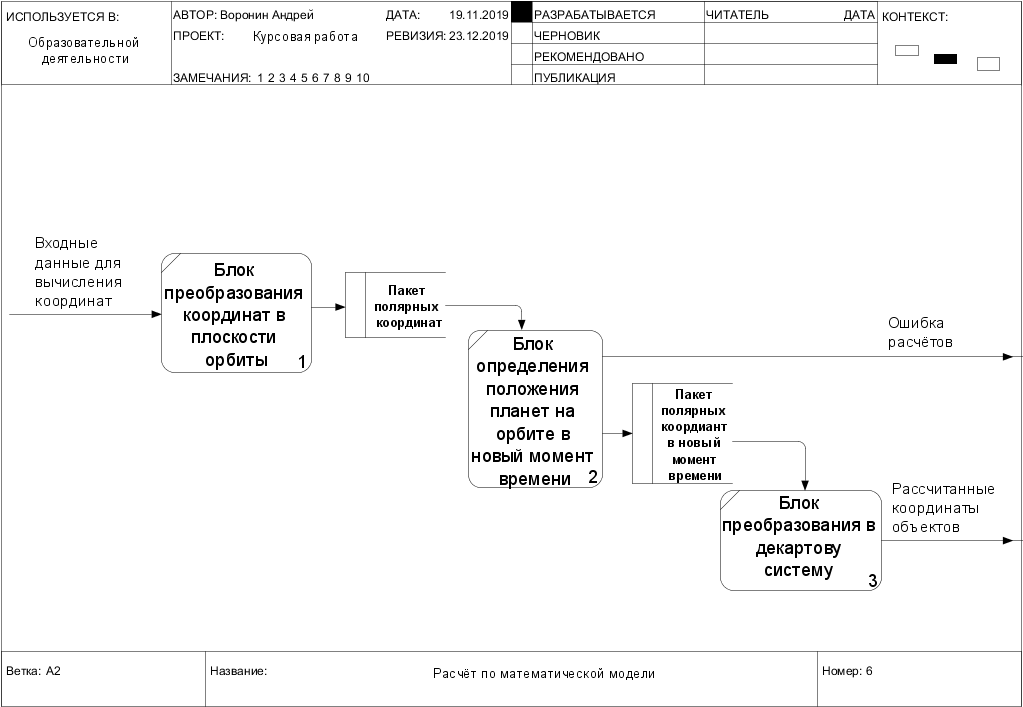 ИСПОЛЬЗУЕТСЯ В:
Образовательной
деятельности
АВТОР: Воронин Андрей
ДАТА: 19.11.2019
ПРОЕКТ: Курсовая работа
РЕВИЗИЯ: 23.12.2019
ЗАМЕЧАНИЯ: 1 2 3 4 5 6 7 8 9 10
РАЗРАБАТЫВАЕТСЯ
ЧЕРНОВИК
РЕКОМЕНДОВАНО
ПУБЛИКАЦИЯ
ЧИТАТЕЛЬ ДАТА
КОНТЕКСТ:
Входные
данные для
вычисления
координат
Блок
преобразования
координат в
плоскости
орбиты
1
Пакет
полярных
координат
Блок
определения
положения
планет на
орбите в
новый момент
времени
2
Ошибка
расчётов
Пакет
полярных
коордиант
в новый
момент
времени
Блок
преобразования в
декартову
систему
3
Рассчитанные
координаты
объектов
Ветка: A2
Название: Расчёт по математической модели
Номер: 6